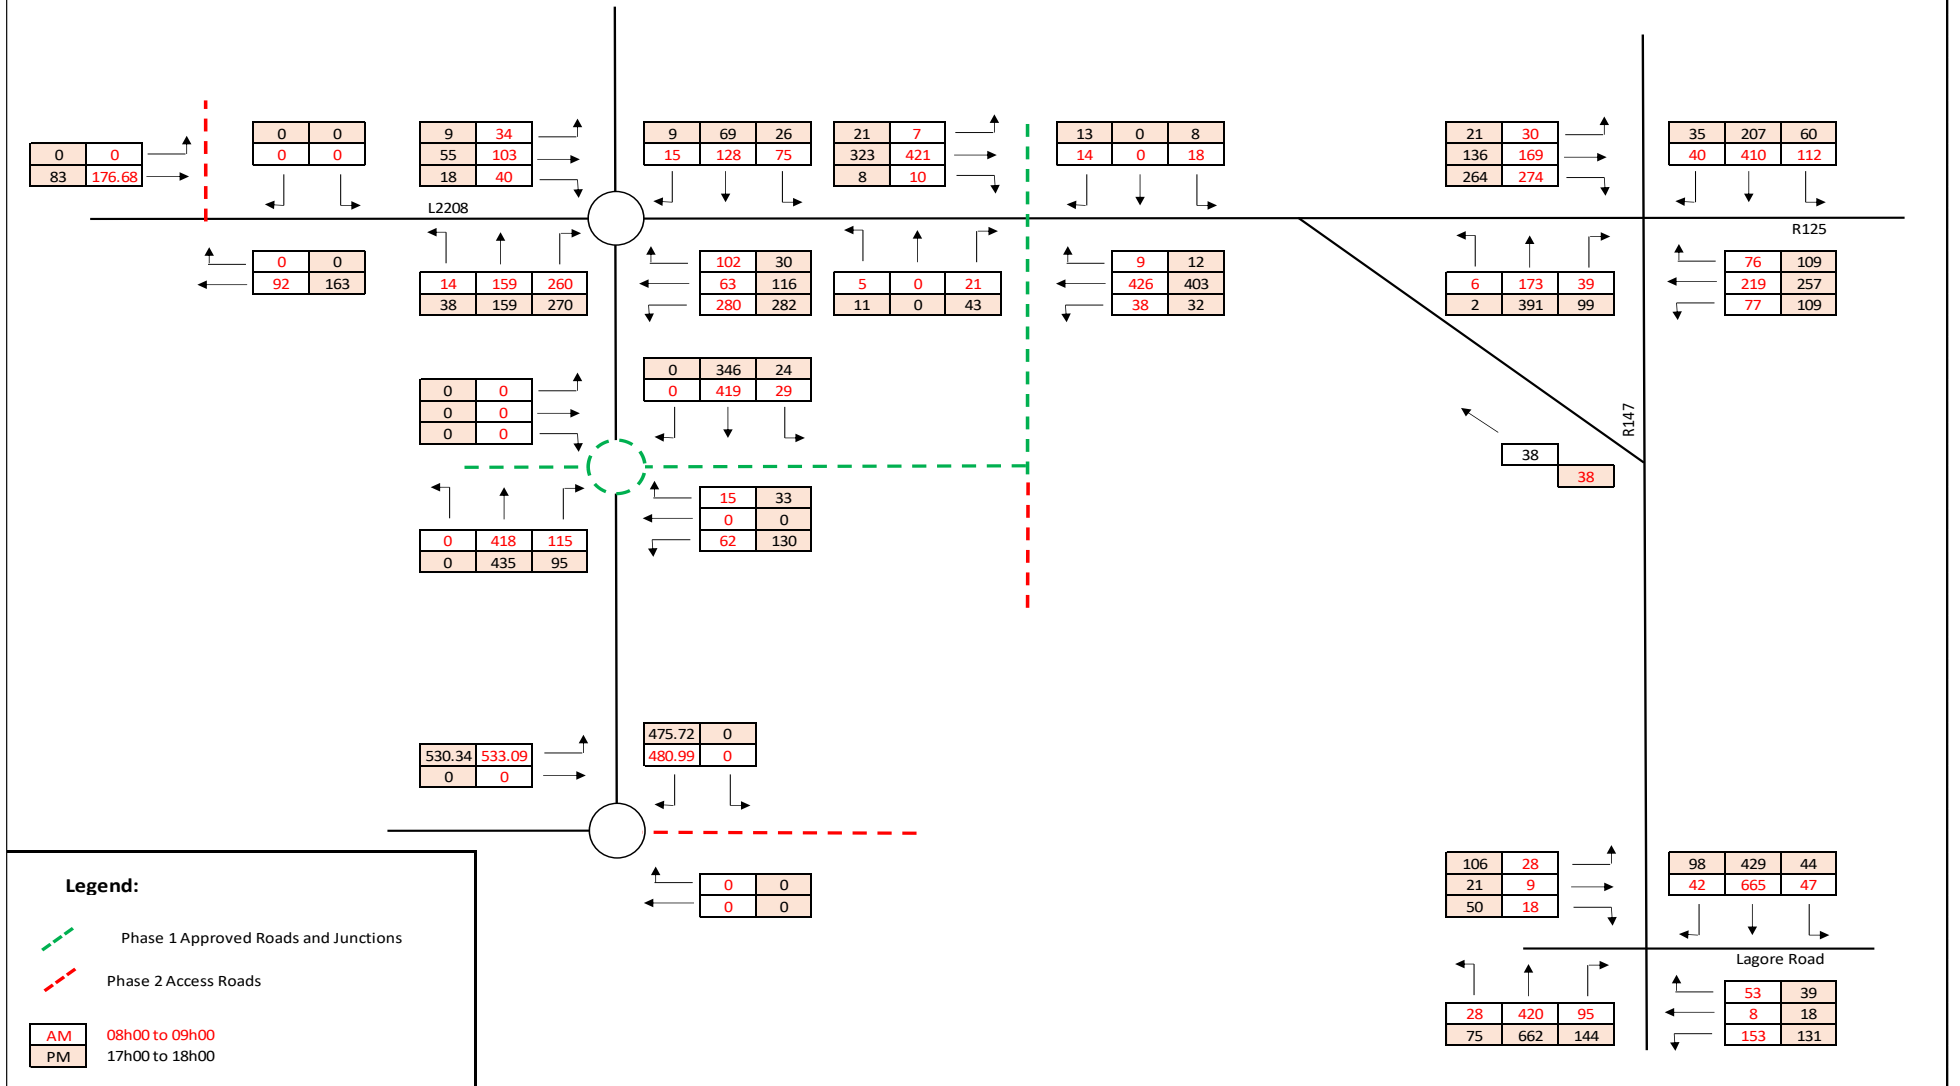 0 0
83 176.68
0 0
0 0
9 34
55 103
18 40
9 69 26
15 128 75
21 7
323 421
8 10
13 0 8
14 0 18
21 30
136 169
264 274
35 207 60
40 410 112
L2208
R125
0 0
92 163
14 159 260
38 159 270
102 30
63 116
280 282
5 0 21
11 0 43
9 12
426 403
38 32
6 173 39
2 391 99
76 109
219 257
77 109
0 0
0 0
0 0
0 346 24
0 419 29
R147
38
38
0 418 115
0 435 95
15 33
0 0
62 130
530.34 533.09
0 0
475.72 0
480.99 0
0 0
0 0
106 28
21 9
50 18
98 429 44
42 665 47
Lagore Road
28 420 95
75 662 144
53 39
8 18
153 131
Legend:
Phase 1 Approved Roads and Junctions
Phase 2 Access Roads
AM 08h00 to 09h00
PM 17h00 to 18h00